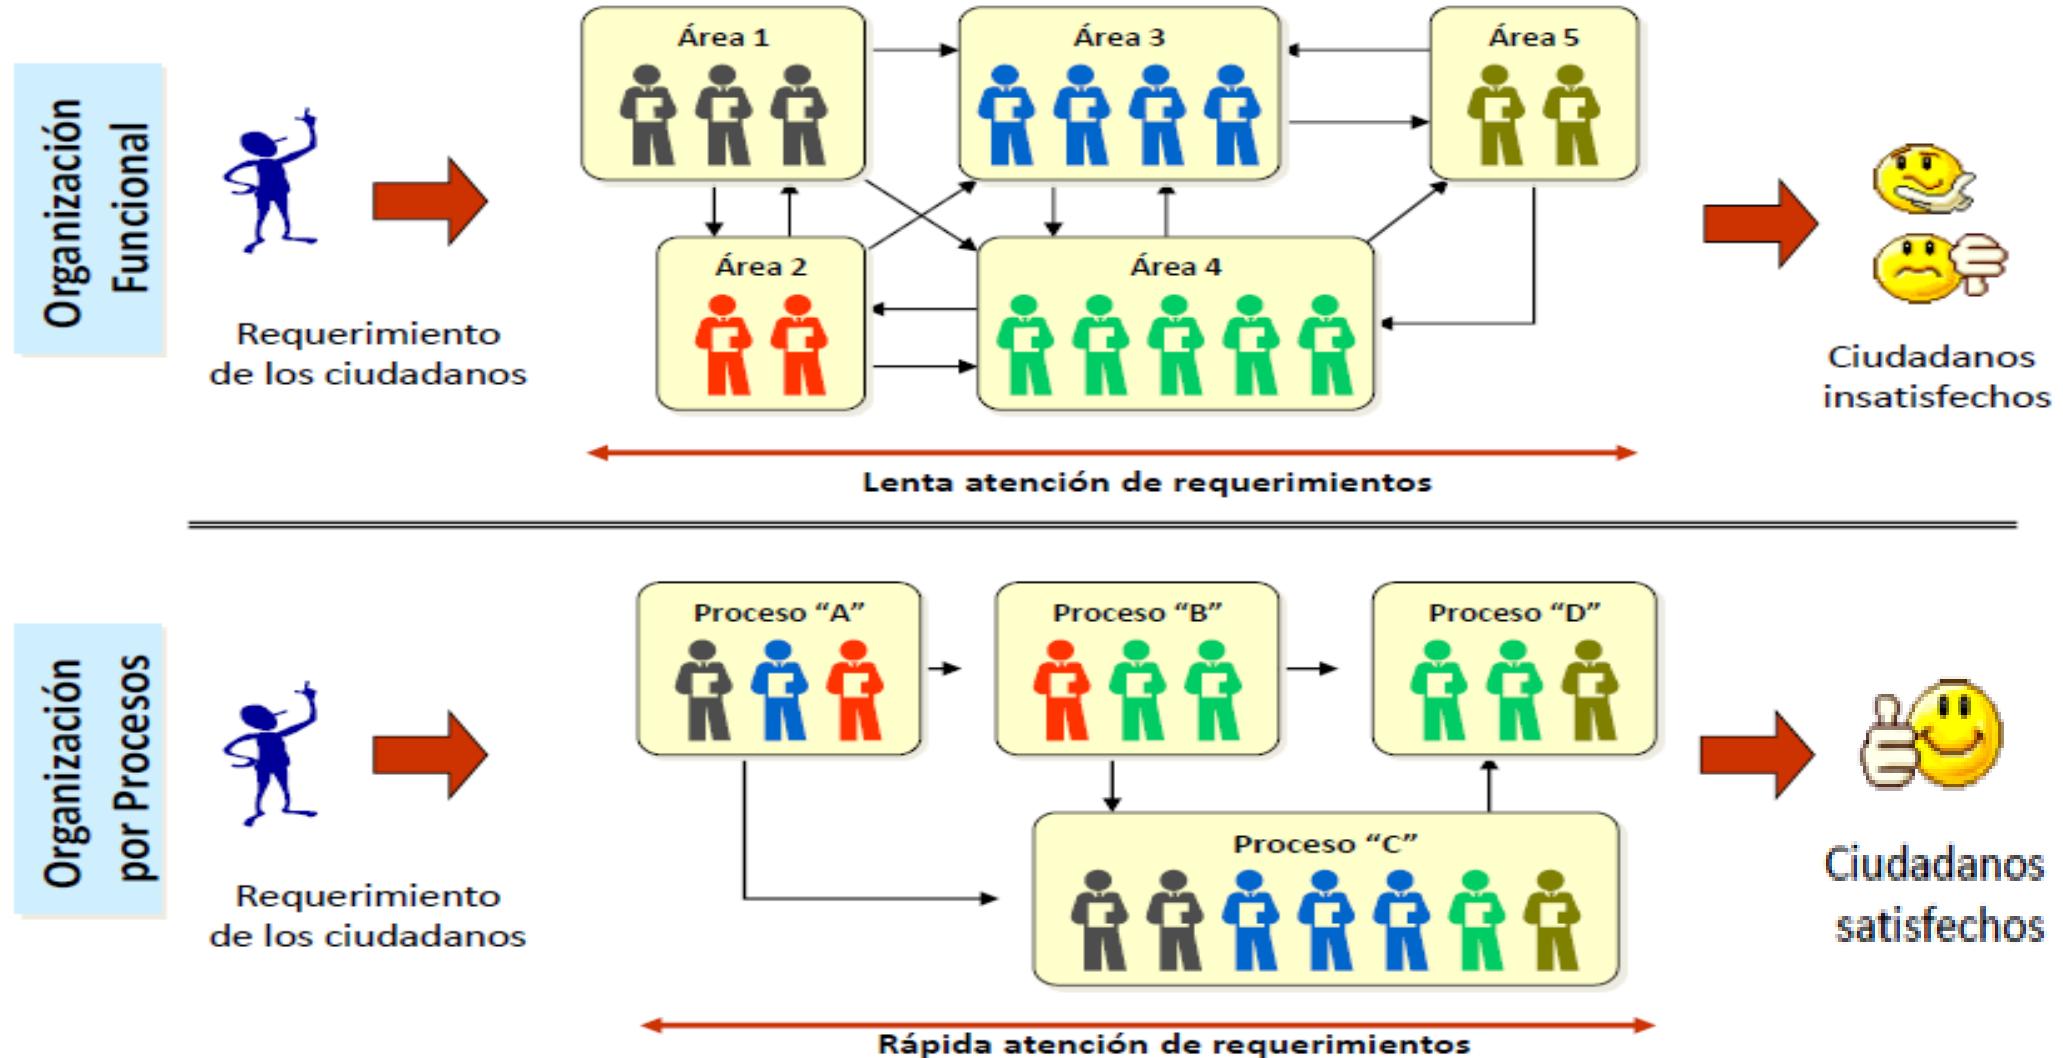 Organización
Funcional
Requerimiento
de los ciudadanos
Área 1
Área 3
Área 5
Área 2
Área 4
Lenta atención de requerimientos
Ciudadanos
insatisfechos
Organización
por Procesos
Requerimiento
de los ciudadanos
Proceso “A”
Proceso “B”
Proceso “D”
Proceso “C”
Rápida atención de requerimientos
Ciudadanos
satisfechos